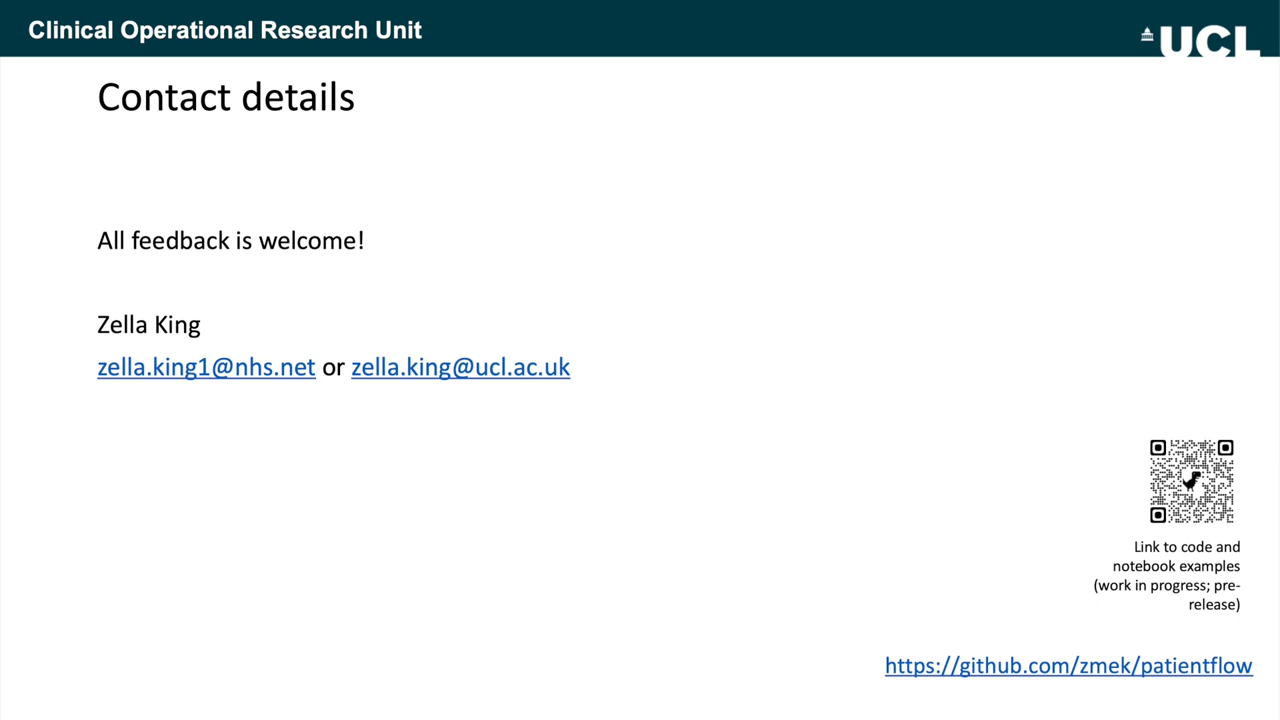 Clinical Operational Research Unit
UCL
Contact details
All feedback is welcome!
Zella King
zella.king1@nhs.net or zella.king@ucl.ac.uk
Link to code and
notebook examples
(work in progress; pre-
release)
https://github.com/zmek/patientflow